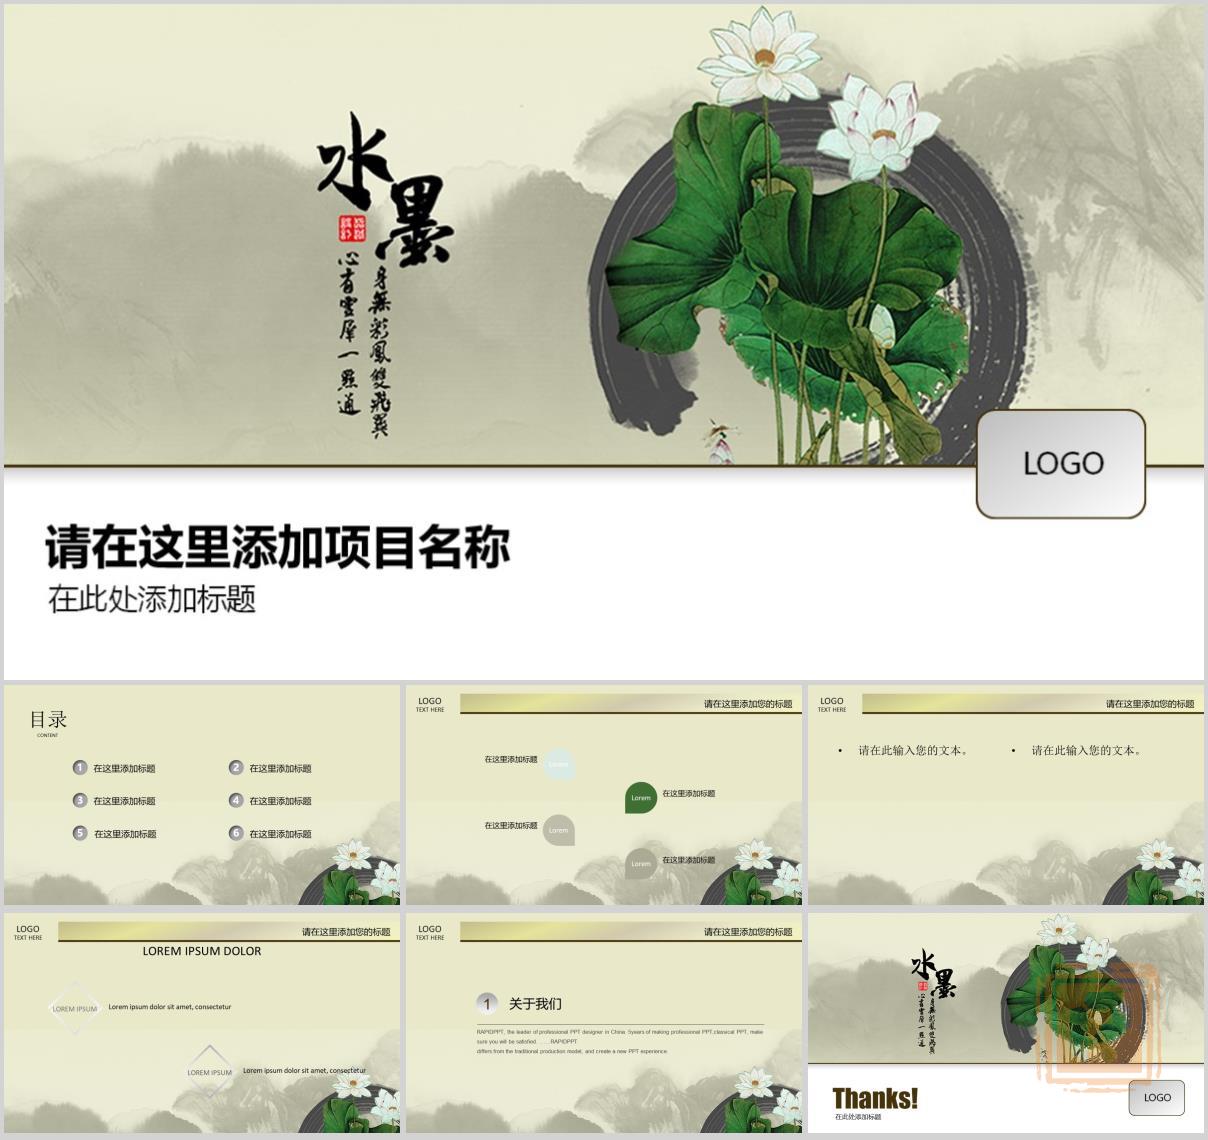 水墨
身無彩鳳雙飛翼
心有靈犀一點通
LOGO
请在这里添加项目名称
在此处添加标题
目录
CONTENT
1 在这里添加标题
2 在这里添加标题
3 在这里添加标题
4 在这里添加标题
5 在这里添加标题
6 在这里添加标题
LOGO
TEXT HERE
请在这里添加您的标题
在这里添加标题
Lorem
Lorem
在这里添加标题
在这里添加标题
Lorem
Lorem
在这里添加标题
LOGO
TEXT HERE
请在这里添加您的标题
• 请在此输入您的文本。
• 请在此输入您的文本。
LOGO
TEXT HERE
请在这里添加您的标题
LOREM IPSUM DOLOR
LOREM IPSUM
Lorem ipsum dolor sit amet, consectetur
LOREM IPSUM
Lorem ipsum dolor sit amet, consectetur
LOGO
TEXT HERE
请在这里添加您的标题
1 关于我们
RAPIDPPT, the leader of professional PPT designer in China. 5years of making professional PPT,classical PPT, make
sure you will be satisfied. ......RAPIDPPT
differs from the traditional production model, and create a new PPT experience.
水墨
身無彩鳳雙飛翼
心有靈犀一點通
Thanks!
在此处添加标题
LOGO